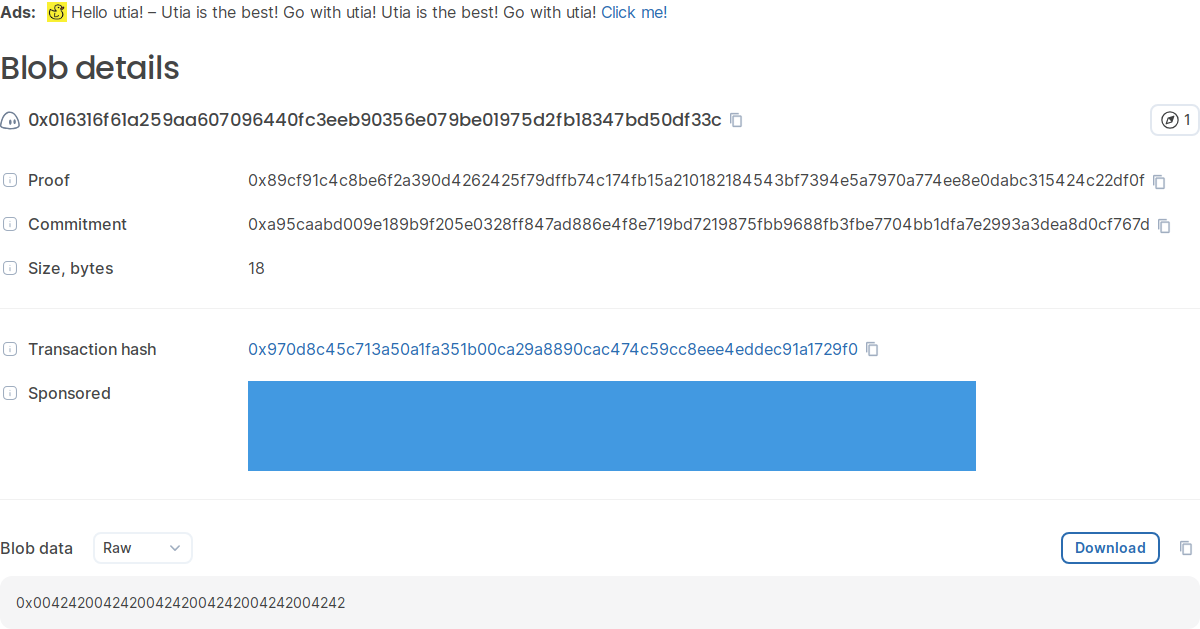 Ads: Hello utia! – Utia is the best! Go with utia! Utia is the best! Go with utia! Click me!
Blob details
0x016316f61a259aa607096440fc3eeb90356e079be01975d2fb18347bd50df33c
1
Proof 0x89cf91c4c8be6f2a390d4262425f79dffb74c174fb15a210182184543bf7394e5a7970a774ee8e0dabc315424c22df0f
Commitment 0xa95caabd009e189b9f205e0328ff847ad886e4f8e719bd7219875fbb9688fb3fbe7704bb1dfa7e2993a3dea8d0cf767d
Size, bytes 18
Transaction hash 0x970d8c45c713a50a1fa351b00ca29a8890cac474c59cc8eee4eddec91a1729f0
Sponsored
Blob data Raw Download
0x004242004242004242004242004242004242